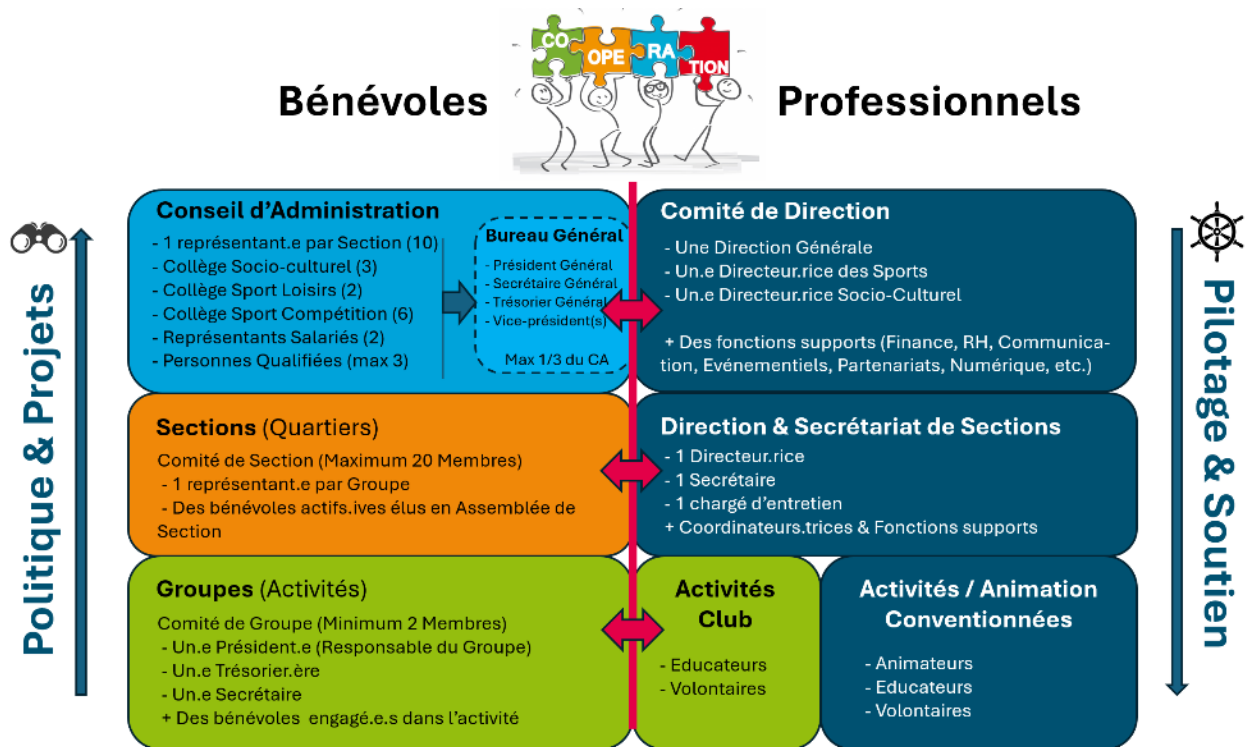 CO
OPE
RA
TION
Bénévoles
Professionnels
Politique & Projets
Conseil d'Administration
- 1 représentant.e par Section (10)
- Collège Socio-culturel (3)
- Collège Sport Loisirs (2)
- Collège Sport Compétition (6)
- Représentants Salariés (2)
- Personnes Qualifiées (max 3)
Bureau Général
- Président Général
- Secrétaire Général
- Trésorier Général
- Vice-président(s)
Max 1/3 du CA
Comité de Direction
- Une Direction Générale
- Un.e Directeur.rice des Sports
- Un.e Directeur.rice Socio-Culturel
+ Des fonctions supports (Finance, RH, Communica-
tion, Evénementiels, Partenariats, Numérique, etc.)
Sections (Quartiers)
Comité de Section (Maximum 20 Membres)
- 1 représentant.e par Groupe
- Des bénévoles actifs.ives élus en Assemblée de
Section
Direction & Secrétariat de Sections
- 1 Directeur.rice
- 1 Secrétaire
- 1 chargé d'entretien
+ Coordinateurs.trices & Fonctions supports
Groupes (Activités)
Comité de Groupe (Minimum 2 Membres)
- Un.e Président.e (Responsable du Groupe)
- Un.e Trésorier.ère
- Un.e Secrétaire
+ Des bénévoles engagé.e.s dans l'activité
Activités
Club
- Educateurs
- Volontaires
Activités / Animation
Conventionnées
- Animateurs
- Educateurs
- Volontaires
Pilotage & Soutien